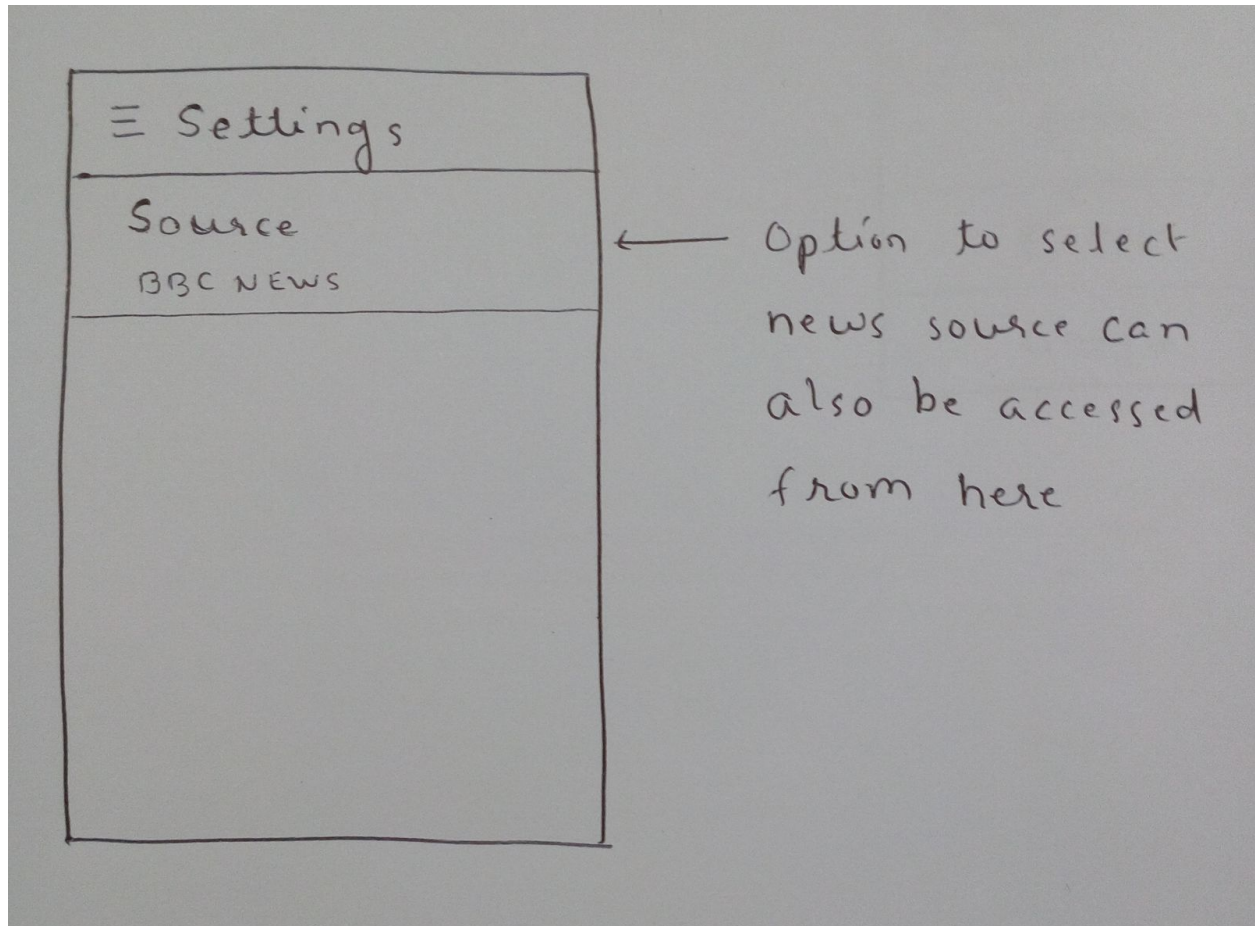 ≡ Settings
Source
BBC NEWS
Option to select
news source can
also be accessed
from here